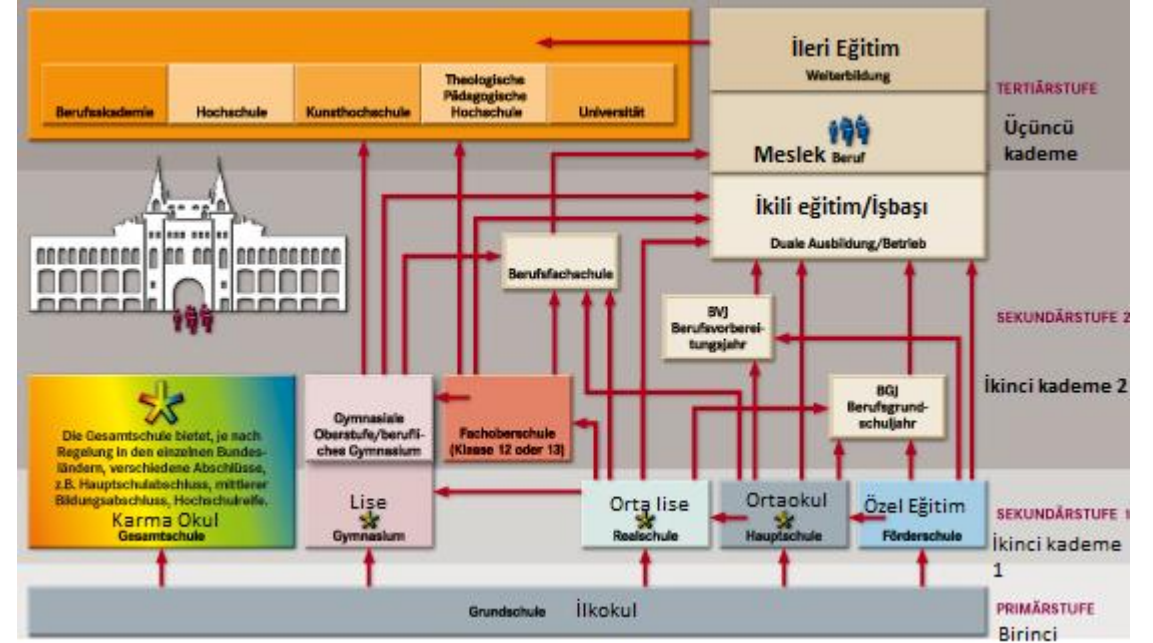 İleri Eğitim
Weiterbildung
Berufsakademie
Hochschule
Kunsthochschule
Theologische
Pädagogische
Hochschule
Universität
TERTIÄRSTUFE
Üçüncü
kademe
Meslek Beruf
İkili eğitim/İşbaşı
Duale Ausbildung/Betrieb
Berufsfachschule
BVJ
Berufsvorberei-
tungsjahr
SEKUNDÄRSTUFE 2
İkinci kademe 2
BGJ
Berufsgrund-
schuljahr
Die Gesamtschule bietet, je nach
Regelung in den einzelnen Bundes-
ländern, verschiedene Abschlüsse,
z.B. Hauptschulabschluss, mittlerer
Bildungsabschluss, Hochschulreife.
Karma Okul
Gesamtschule
Gymnasiale
Oberstufe/berufli-
ches Gymnasium
Fachoberschule
(Klasse 12 oder 13)
Lise
Gymnasium
Orta lise
Realschule
Ortaokul
Hauptschule
Özel Eğitim
Förderschule
SEKUNDÄRSTUFE 1
İkinci kademe
1
Grundschule İlkokul
PRIMÄRSTUFE
Birinci